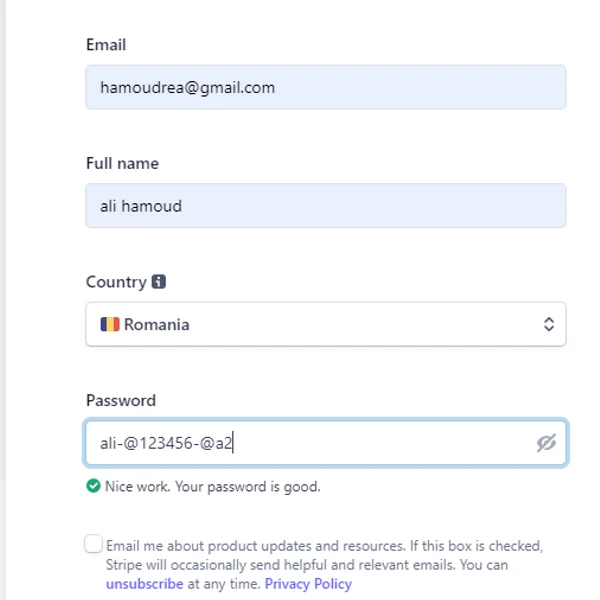 Email
hamoudrea@gmail.com
Full name
ali hamoud
Country
Romania
Password
ali-@123456-@a2
Nice work. Your password is good.
Email me about product updates and resources. If this box is checked,
Stripe will occasionally send helpful and relevant emails. You can
unsubscribe at any time. Privacy Policy